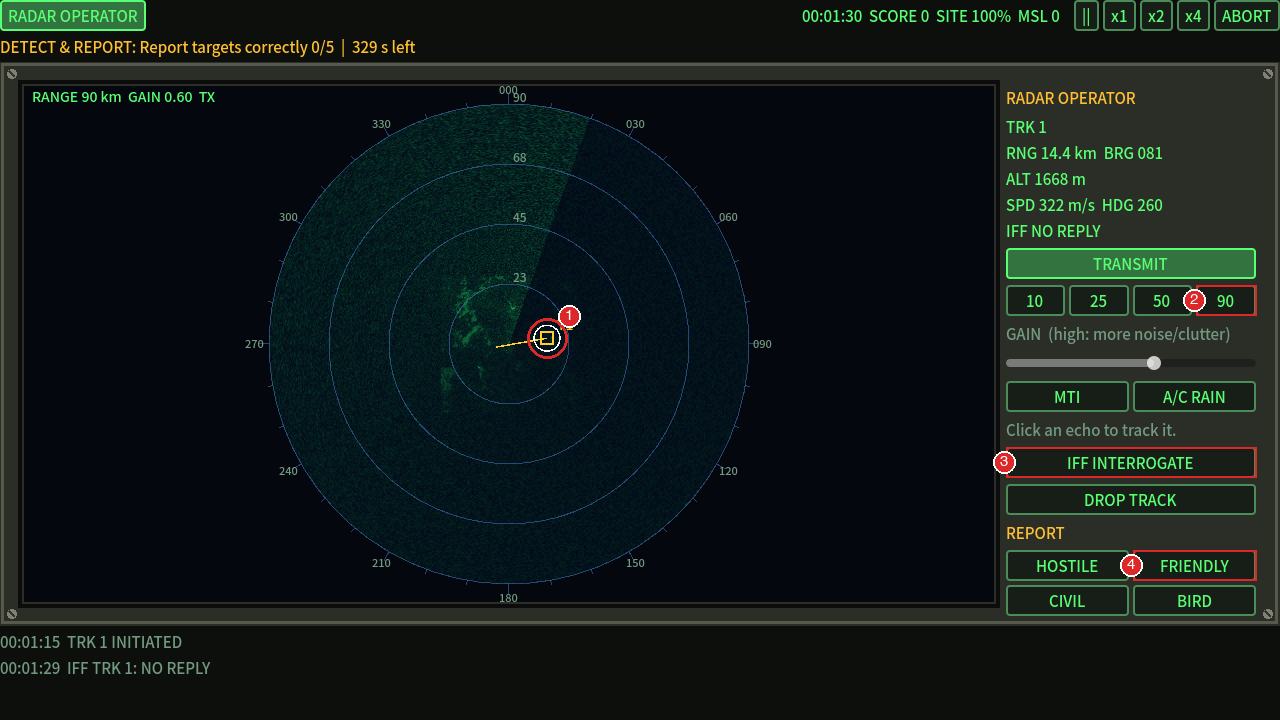 RADAR OPERATOR 00:01:30 SCORE 0 SITE 100% MSL 0 || x1 x2 x4 ABORT
DETECT & REPORT: Report targets correctly 0/5 | 329 s left
RANGE 90 km GAIN 0.60 TX
000
90
330
030
68
300
060
45
23
1
270
090
240
120
210
150
180
RADAR OPERATOR
TRK 1
RNG 14.4 km BRG 081
ALT 1668 m
SPD 322 m/s HDG 260
IFF NO REPLY
TRANSMIT
10 25 50 2 90
GAIN (high: more noise/clutter)
MTI A/C RAIN
Click an echo to track it.
3 IFF INTERROGATE
DROP TRACK
REPORT
HOSTILE 4 FRIENDLY
CIVIL BIRD
00:01:15 TRK 1 INITIATED
00:01:29 IFF TRK 1: NO REPLY